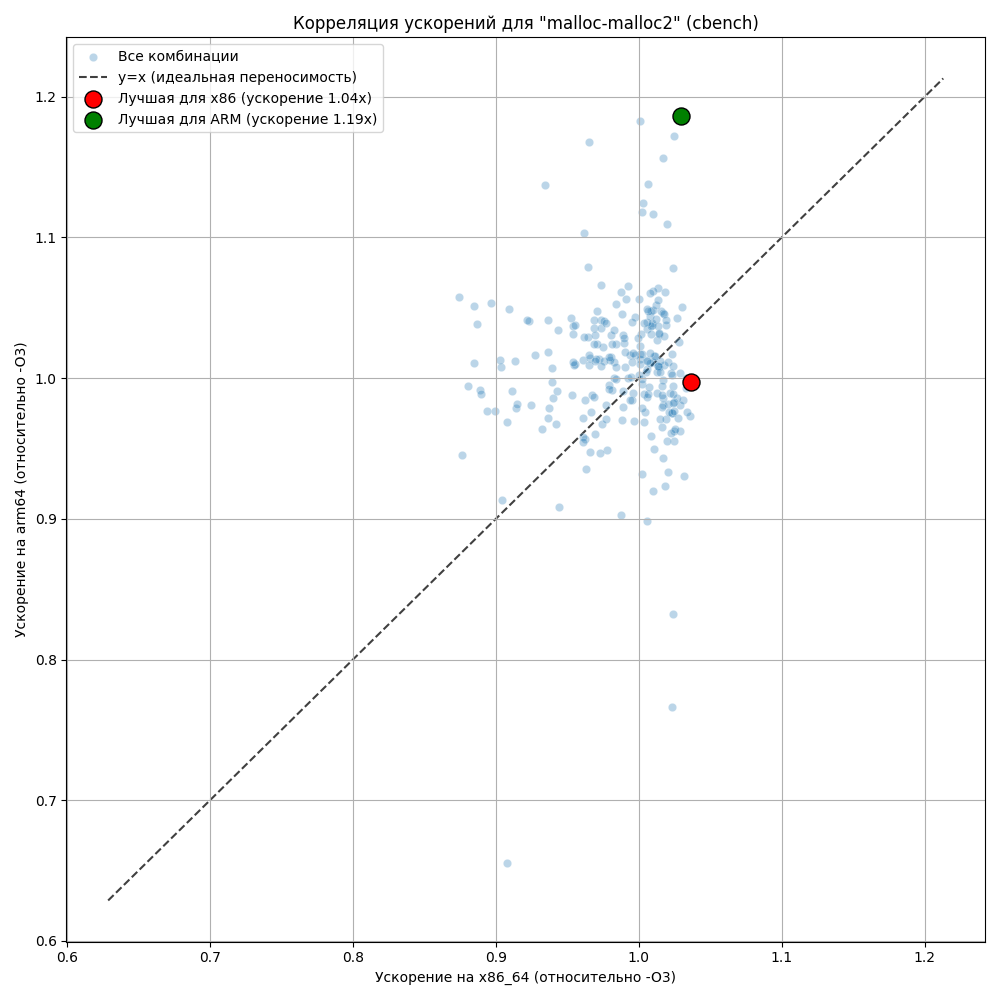 Корреляция ускорений для "malloc-malloc2" (cbench)
Все комбинации
y=x (идеальная переносимость)
Лучшая для x86 (ускорение 1.04x)
Лучшая для ARM (ускорение 1.19x)
Ускорение на arm64 (относительно -O3)
1.2
1.1
1.0
0.9
0.8
0.7
0.6
0.6 0.7 0.8 0.9 1.0 1.1 1.2
Ускорение на x86_64 (относительно -O3)